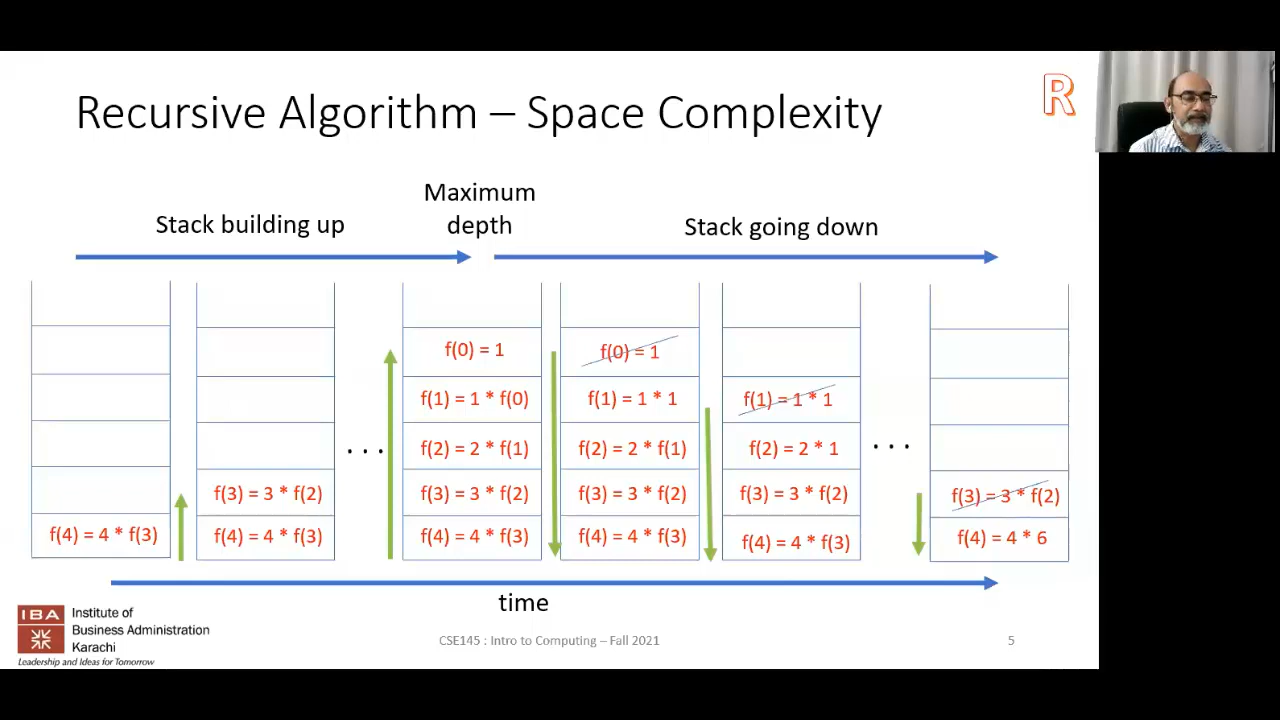 Recursive Algorithm – Space Complexity
R
Stack building up
Maximum
depth
Stack going down
f(4) = 4 * f(3)
f(3) = 3 * f(2)
f(4) = 4 * f(3)
. . .
f(0) = 1
f(1) = 1 * f(0)
f(2) = 2 * f(1)
f(3) = 3 * f(2)
f(4) = 4 * f(3)
f(0) = 1
f(1) = 1 * 1
f(2) = 2 * f(1)
f(3) = 3 * f(2)
f(4) = 4 * f(3)
f(1) = 1 * 1
f(2) = 2 * 1
f(3) = 3 * f(2)
f(4) = 4 * f(3)
. . .
f(3) = 3 * f(2)
f(4) = 4 * 6
time
IBA
Institute of
Business Administration
Karachi
Leadership and Ideas for Tomorrow
CSE145 : Intro to Computing – Fall 2021
5